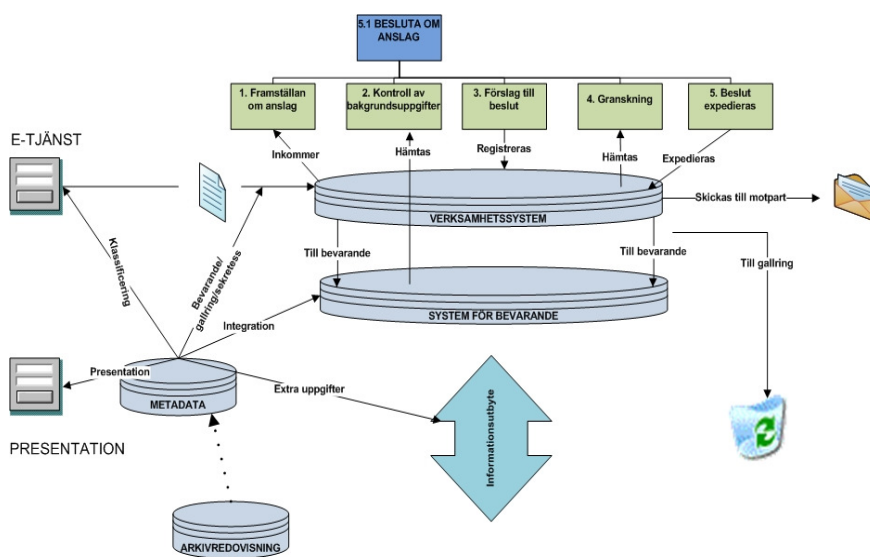 5.1 BESLUTA OM
ANSLAG
1. Framställan
om anslag
2. Kontroll av
bakgrundsuppgifter
3. Förslag till
beslut
4. Granskning
5. Beslut
expedieras
E-TJÄNST
Inkommer
Hämtas
Registreras
Hämtas
Expedieras
VERKSAMHETSSYSTEM
Skickas till motpart
Klassificering
Bevarande/
gallring/sekretess
Till bevarande
Till bevarande
Till gallring
SYSTEM FÖR BEVARANDE
Integration
Presentation
METADATA
Extra uppgifter
Informationsutbyte
PRESENTATION
ARKIVREDOVISNING